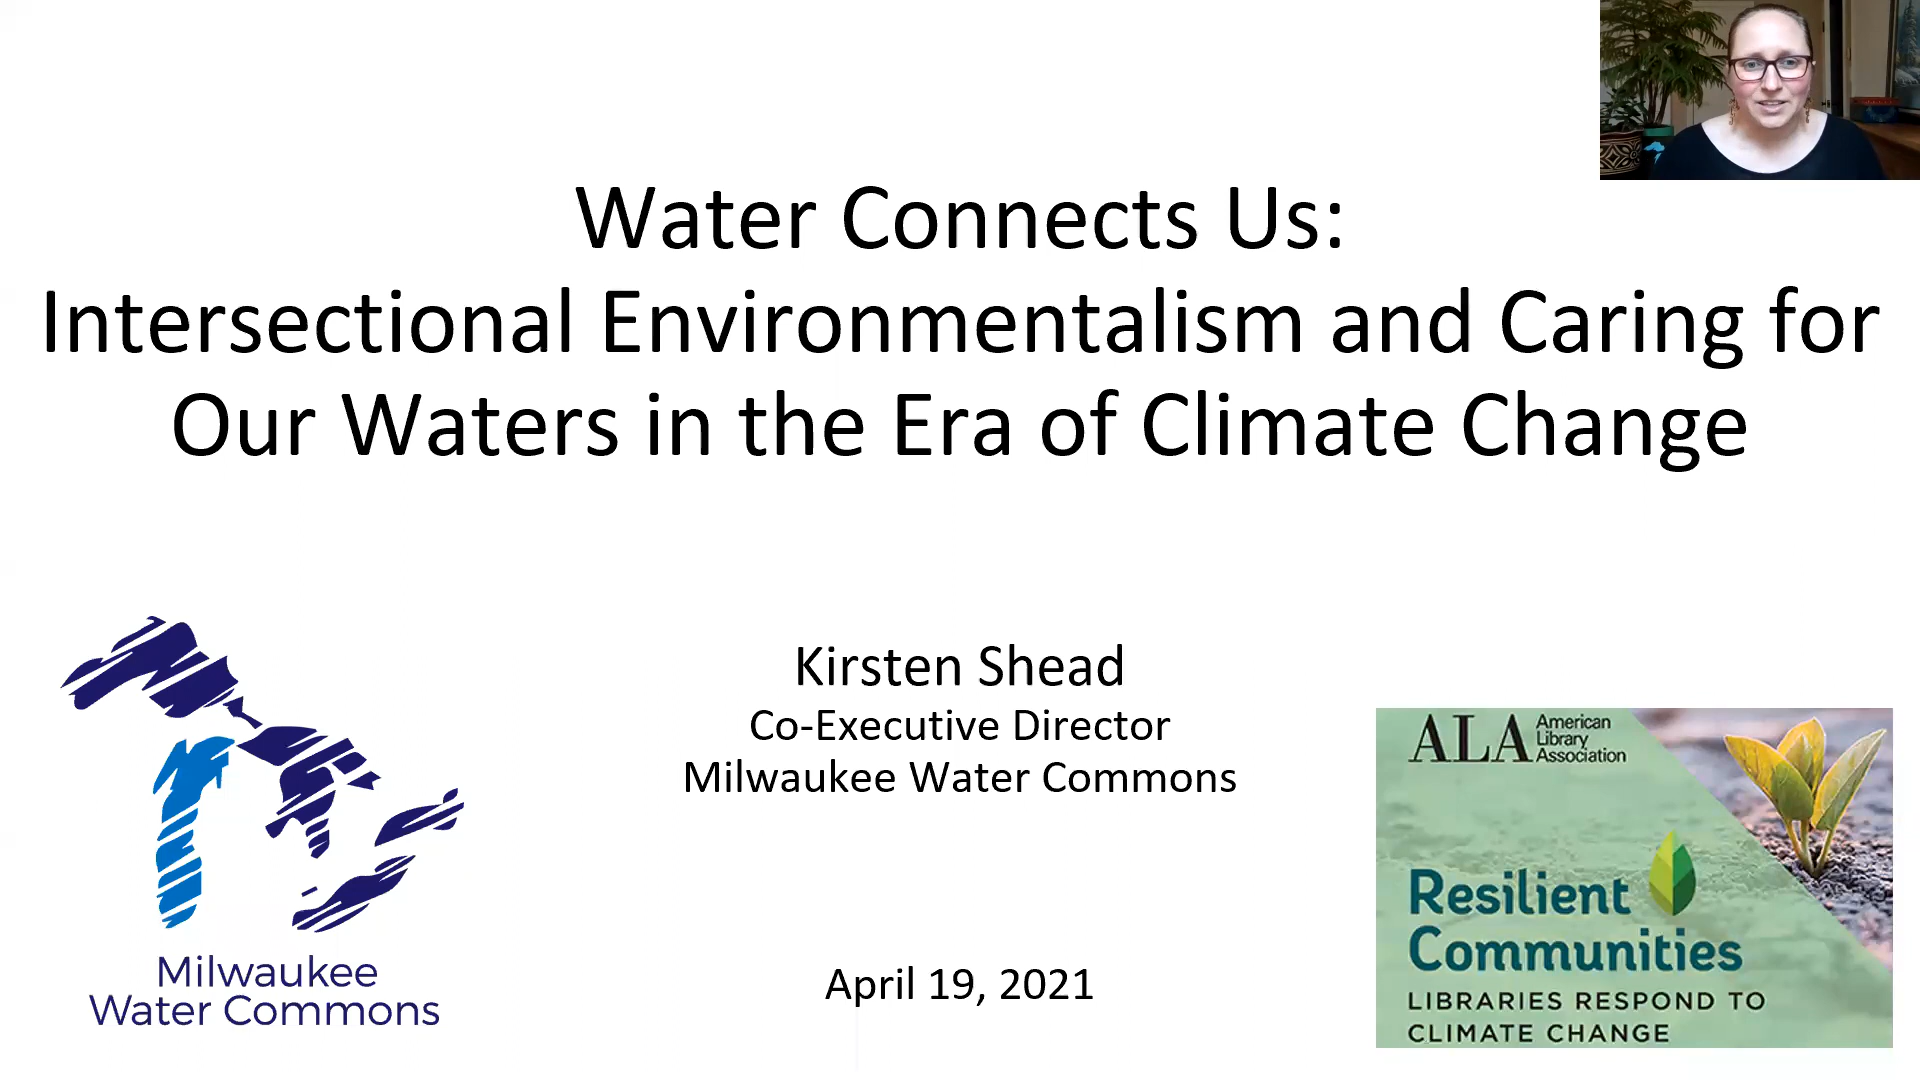 Water Connects Us:
Intersectional Environmentalism and Caring for
Our Waters in the Era of Climate Change
Kirsten Shead
Co-Executive Director
Milwaukee Water Commons
April 19, 2021
Milwaukee
Water Commons
ALA American
Library
Association
Resilient
Communities
LIBRARIES RESPOND TO
CLIMATE CHANGE